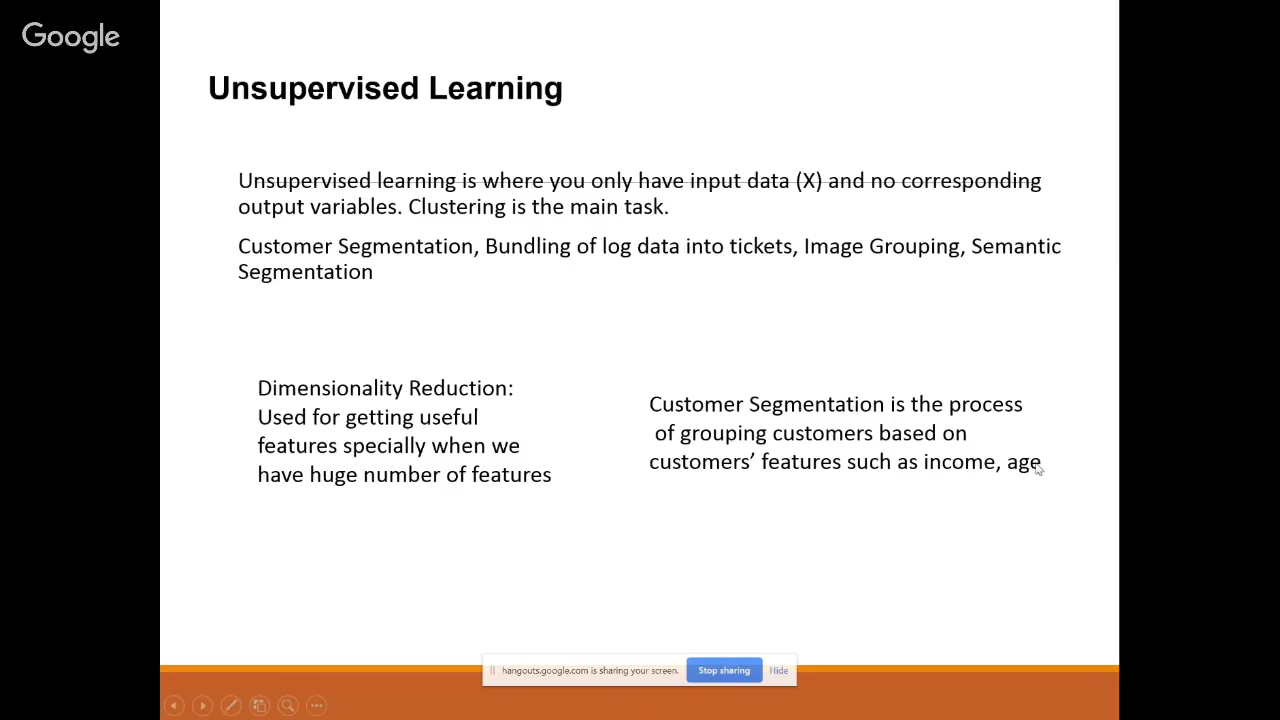 Google
Unsupervised Learning
Unsupervised learning is where you only have input data (X) and no corresponding
output variables. Clustering is the main task.
Customer Segmentation, Bundling of log data into tickets, Image Grouping, Semantic
Segmentation
Dimensionality Reduction:
Used for getting useful
features specially when we
have huge number of features
Customer Segmentation is the process
of grouping customers based on
customers’ features such as income, age
hangouts.google.com is sharing your screen. Stop sharing Hide